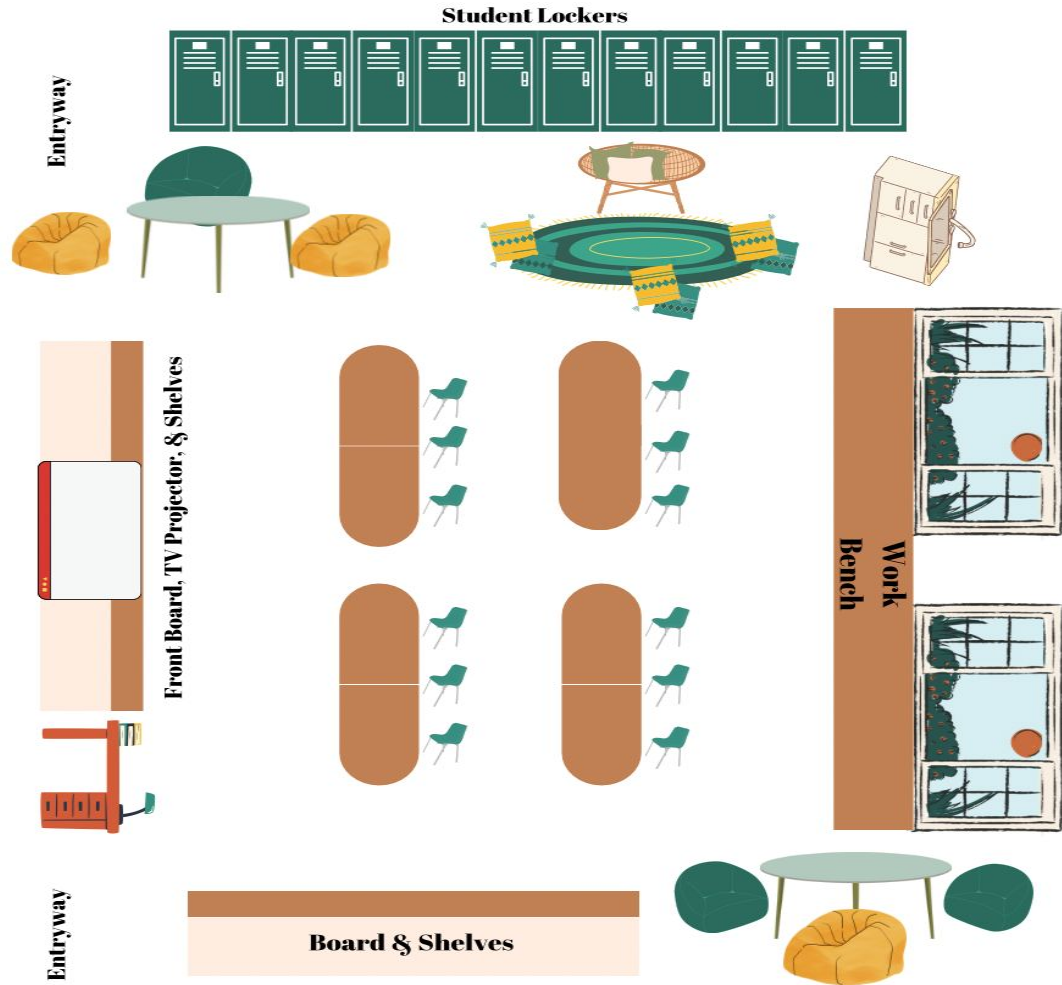 Student Lockers
Entryway
Front Board, TV Projector, & Shelves
Work
Bench
Entryway
Board & Shelves